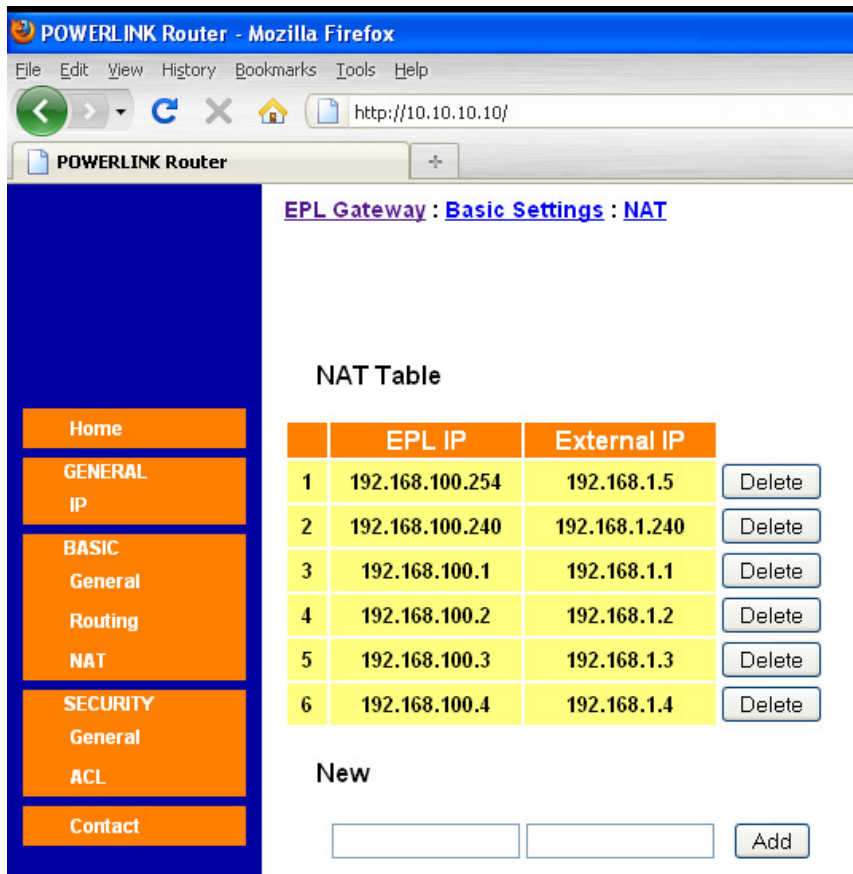 POWERLINK Router - Mozilla Firefox
File Edit View History Bookmarks Tools Help
http://10.10.10.10/
POWERLINK Router
EPL Gateway : Basic Settings : NAT
Home
GENERAL
IP
BASIC
General
Routing
NAT
SECURITY
General
ACL
Contact
NAT Table
EPL IP External IP
1 192.168.100.254 192.168.1.5 Delete
2 192.168.100.240 192.168.1.240 Delete
3 192.168.100.1 192.168.1.1 Delete
4 192.168.100.2 192.168.1.2 Delete
5 192.168.100.3 192.168.1.3 Delete
6 192.168.100.4 192.168.1.4 Delete
New
Add